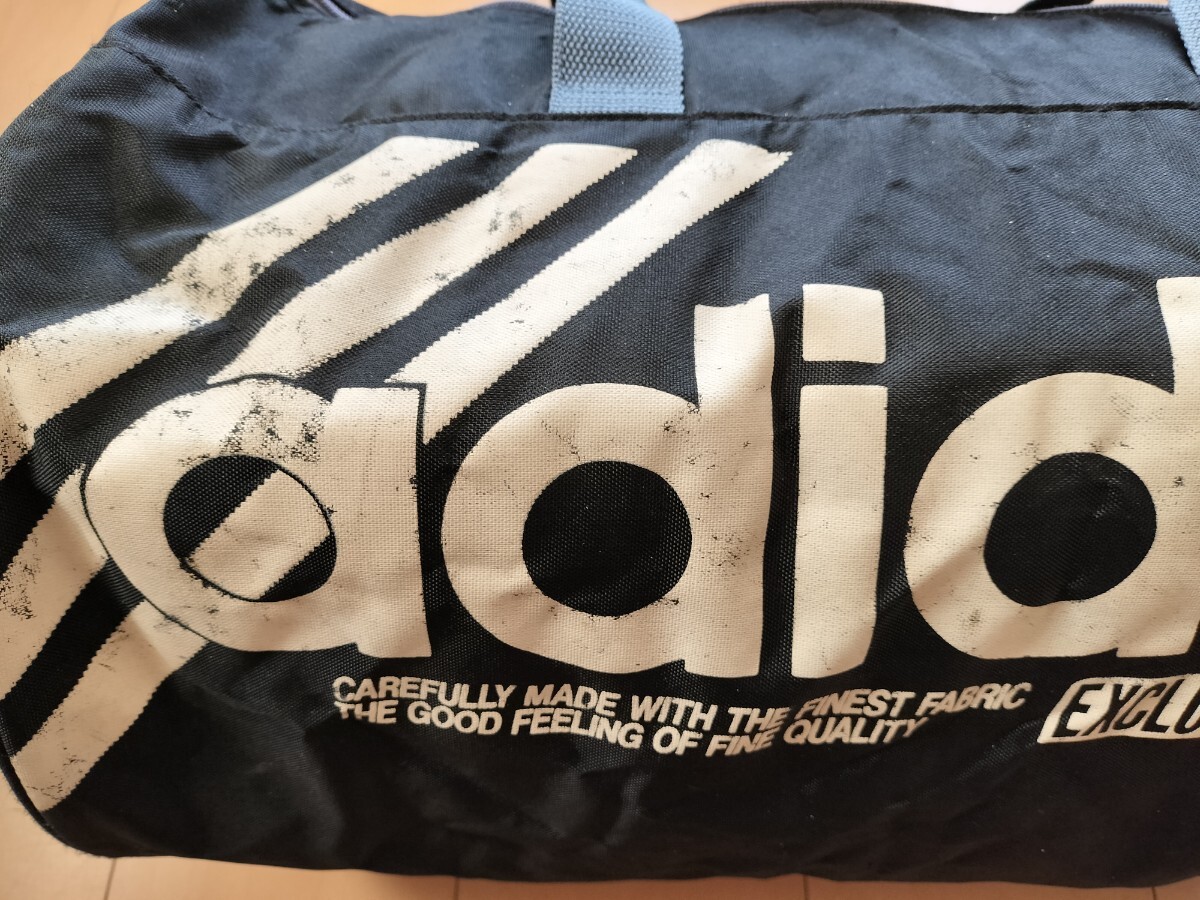 adid
CAREFULLY MADE WITH THE FINEST FABRIC
THE GOOD FEELING OF FINE QUALITY
EXCLU